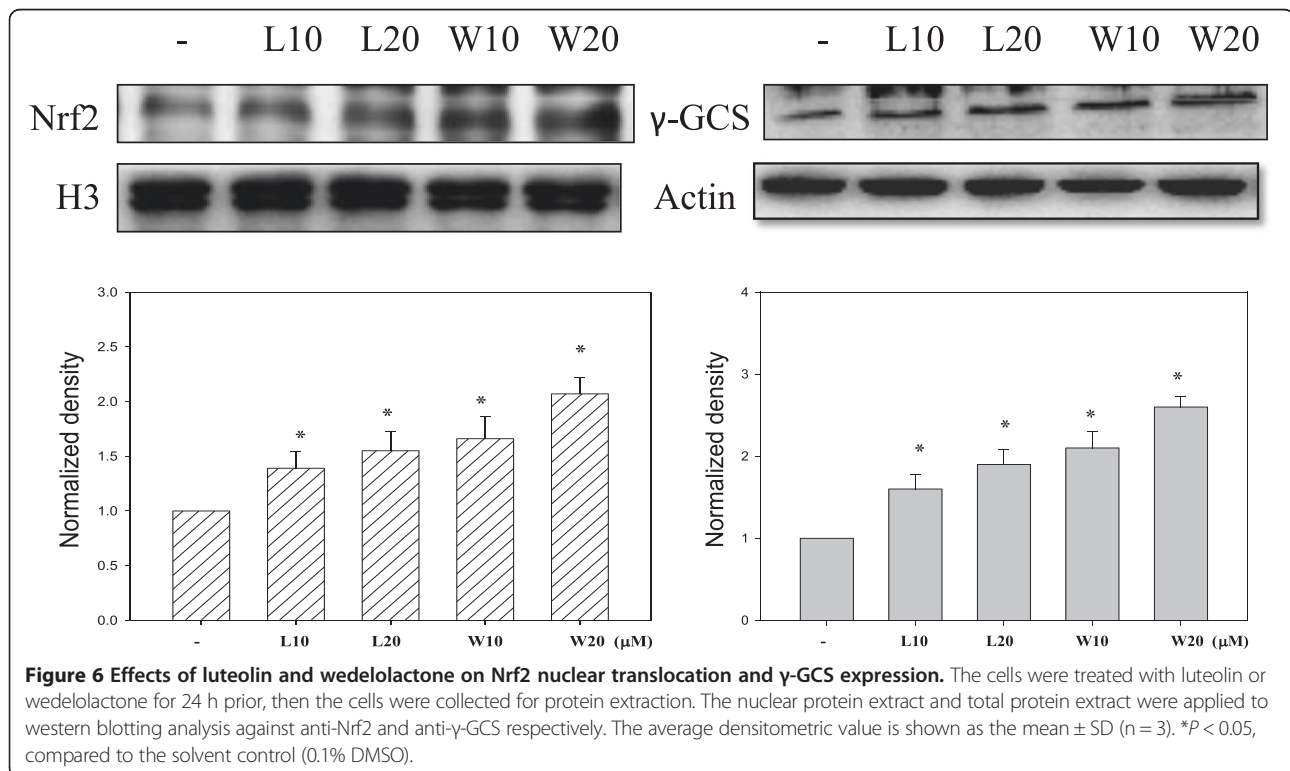 - L10 L20 W10 W20
Nrf2
H3
- L10 L20 W10 W20
γ-GCS
Actin
3.0
2.5
2.0
1.5
1.0
0.5
0.0
Normalized density
* * * *
- L10 L20 W10 W20 (μM)
4
3
2
1
0
Normalized density
* * * *
- L10 L20 W10 W20 (μM)
Figure 6 Effects of luteolin and wedelolactone on Nrf2 nuclear translocation and γ-GCS expression. The cells were treated with luteolin or
wedelolactone for 24 h prior, then the cells were collected for protein extraction. The nuclear protein extract and total protein extract were applied to
western blotting analysis against anti-Nrf2 and anti-γ-GCS respectively. The average densitometric value is shown as the mean ± SD (n = 3). *P < 0.05,
compared to the solvent control (0.1% DMSO).